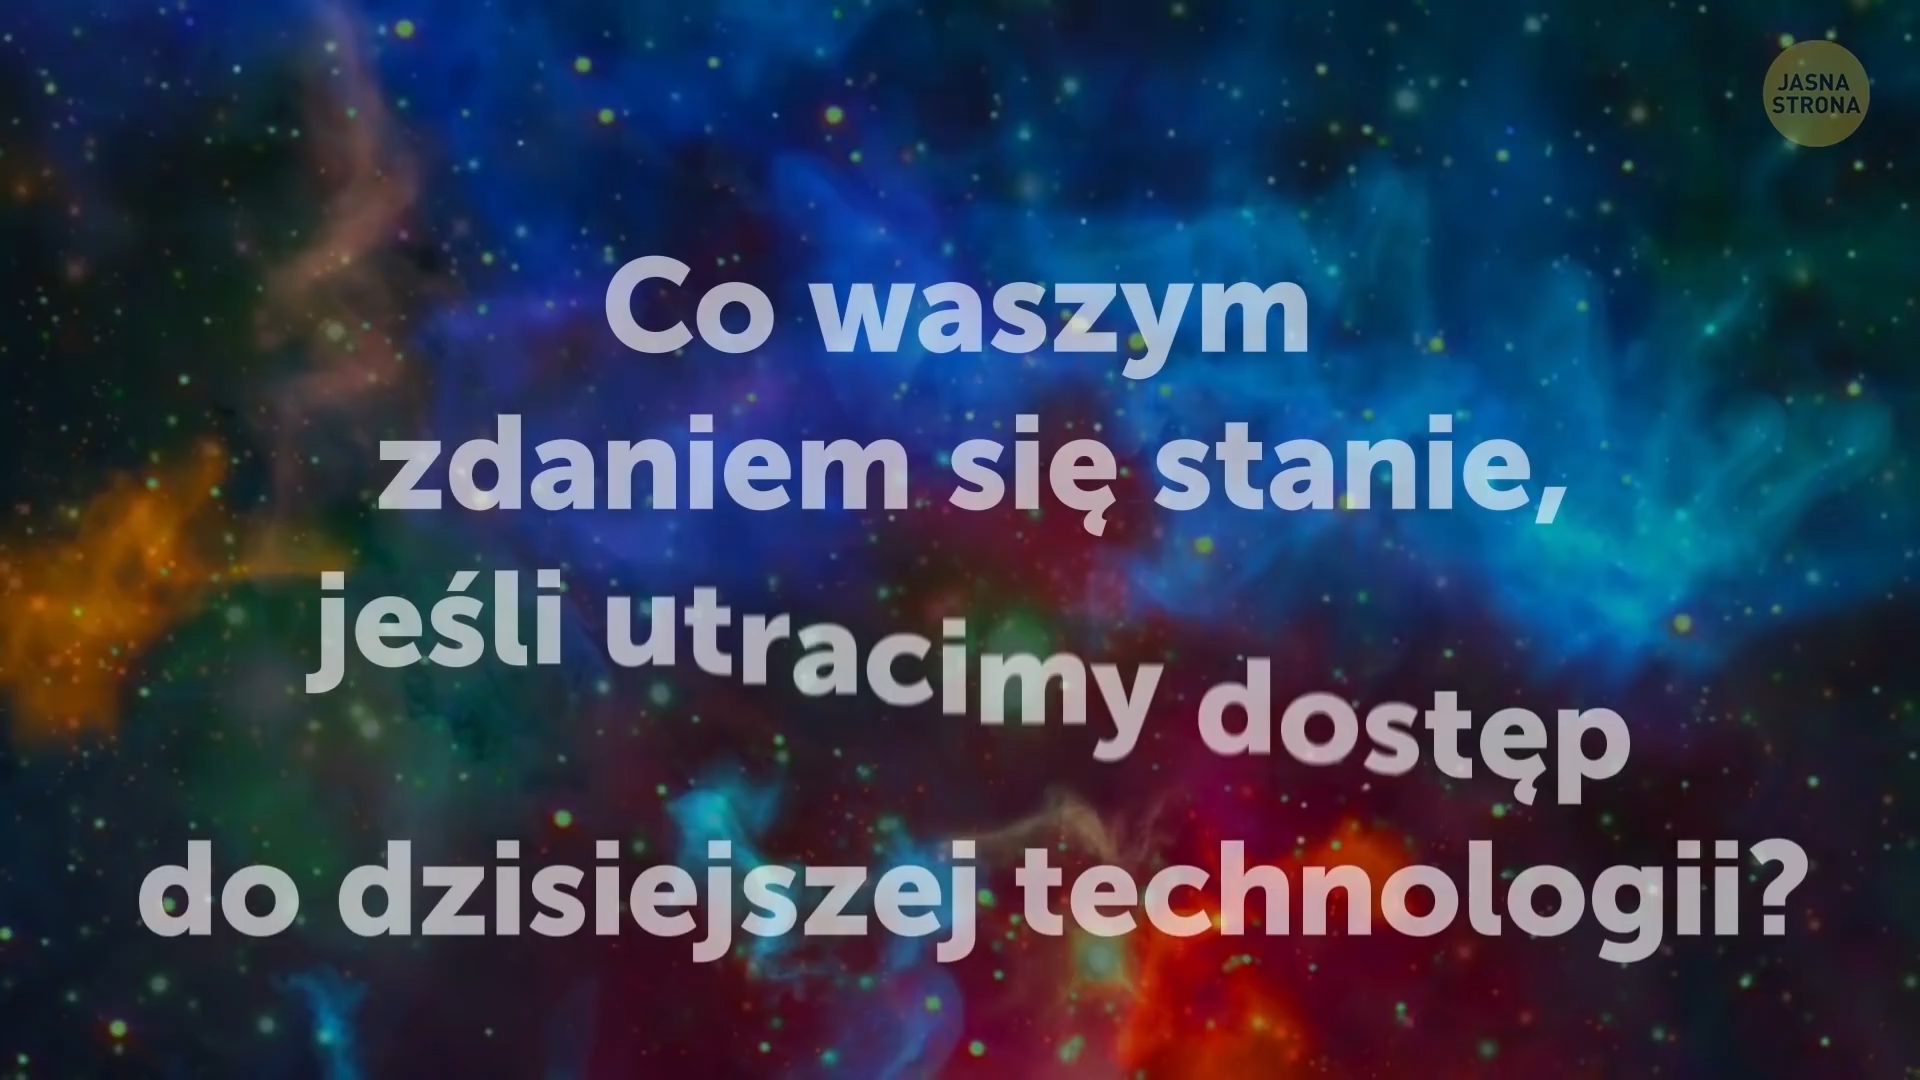 JASNA
STRONA
Co waszym
zdaniem się stanie,
jeśli utracimy dostęp
do dzisiejszej technologii?